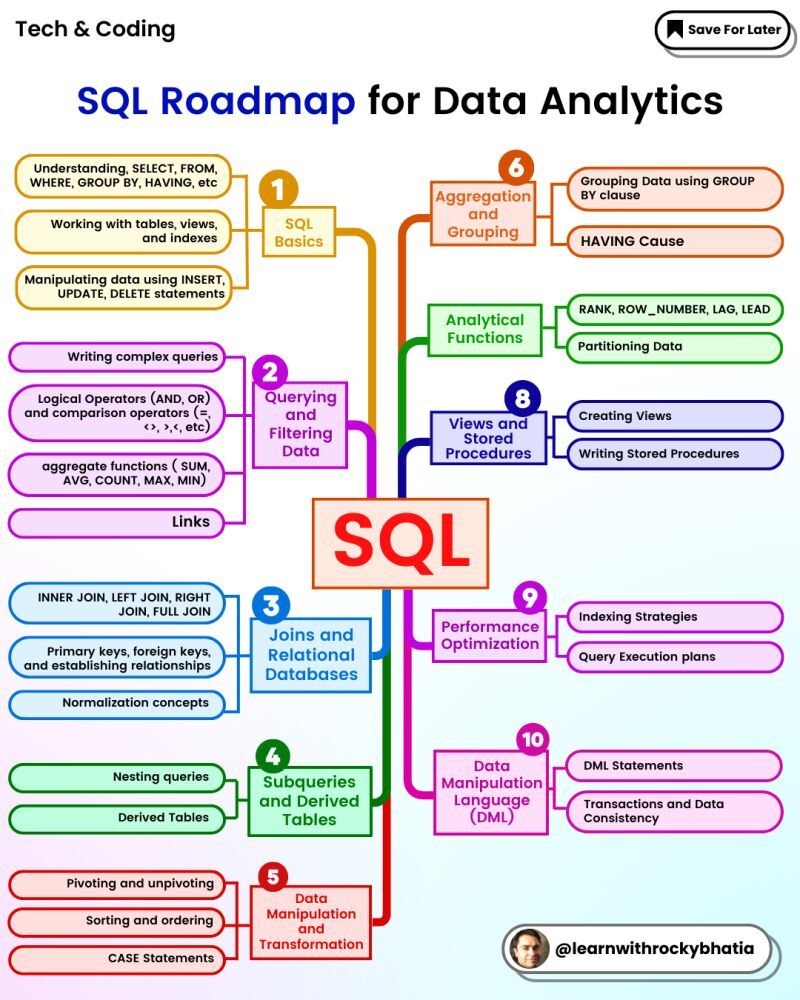 Tech & Coding
Save For Later
SQL Roadmap for Data Analytics
1
SQL
Basics
Understanding, SELECT, FROM,
WHERE, GROUP BY, HAVING, etc
Working with tables, views,
and indexes
Manipulating data using INSERT,
UPDATE, DELETE statements
2
Querying
and
Filtering
Data
Writing complex queries
Logical Operators (AND, OR)
and comparison operators (=,
<>, >,<, etc)
aggregate functions ( SUM,
AVG, COUNT, MAX, MIN)
Links
3
Joins and
Relational
Databases
INNER JOIN, LEFT JOIN, RIGHT
JOIN, FULL JOIN
Primary keys, foreign keys,
and establishing relationships
Normalization concepts
4
Subqueries
and Derived
Tables
Nesting queries
Derived Tables
5
Data
Manipulation
and
Transformation
Pivoting and unpivoting
Sorting and ordering
CASE Statements
SQL
6
Aggregation
and
Grouping
Grouping Data using GROUP
BY clause
HAVING Cause
Analytical
Functions
RANK, ROW_NUMBER, LAG, LEAD
Partitioning Data
8
Views and
Stored
Procedures
Creating Views
Writing Stored Procedures
9
Performance
Optimization
Indexing Strategies
Query Execution plans
10
Data
Manipulation
Language
(DML)
DML Statements
Transactions and Data
Consistency
@learnwithrockybhatia